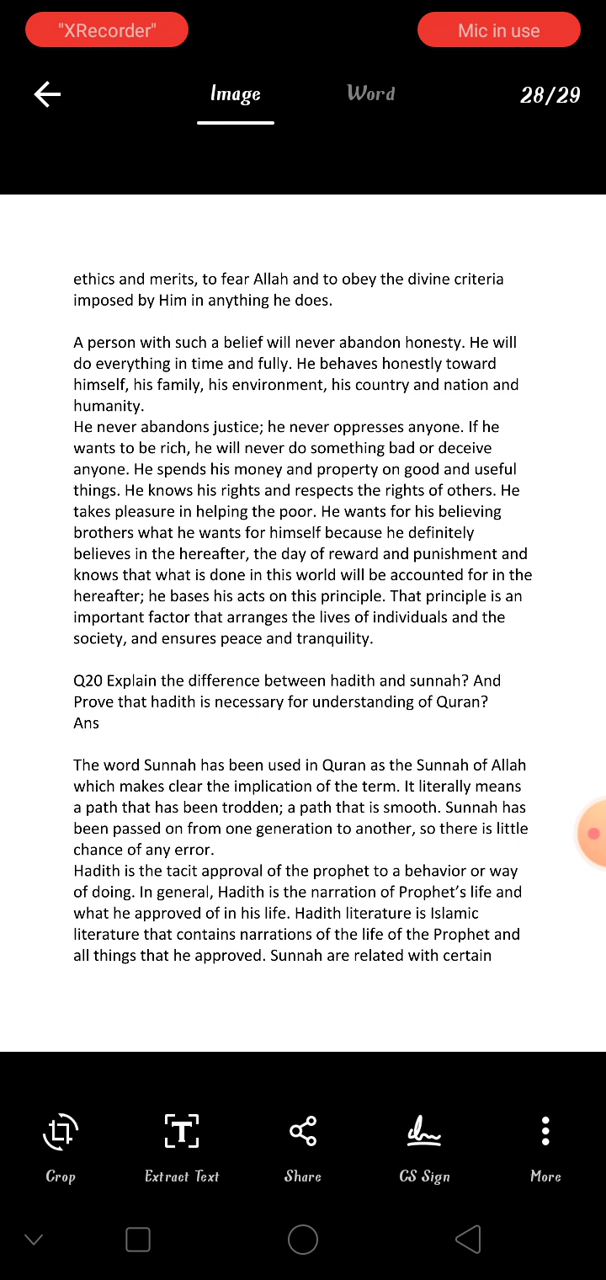 "XRecorder"
Mic in use
Image
Word
28/29
ethics and merits, to fear Allah and to obey the divine criteria
imposed by Him in anything he does.
A person with such a belief will never abandon honesty. He will
do everything in time and fully. He behaves honestly toward
himself, his family, his environment, his country and nation and
humanity.
He never abandons justice; he never oppresses anyone. If he
wants to be rich, he will never do something bad or deceive
anyone. He spends his money and property on good and useful
things. He knows his rights and respects the rights of others. He
takes pleasure in helping the poor. He wants for his believing
brothers what he wants for himself because he definitely
believes in the hereafter, the day of reward and punishment and
knows that what is done in this world will be accounted for in the
hereafter; he bases his acts on this principle. That principle is an
important factor that arranges the lives of individuals and the
society, and ensures peace and tranquility.
Q20 Explain the difference between hadith and sunnah? And
Prove that hadith is necessary for understanding of Quran?
Ans
The word Sunnah has been used in Quran as the Sunnah of Allah
which makes clear the implication of the term. It literally means
a path that has been trodden; a path that is smooth. Sunnah has
been passed on from one generation to another, so there is little
chance of any error.
Hadith is the tacit approval of the prophet to a behavior or way
of doing. In general, Hadith is the narration of Prophet's life and
what he approved of in his life. Hadith literature is Islamic
literature that contains narrations of the life of the Prophet and
all things that he approved. Sunnah are related with certain
Crop
Extract Text
Share
CS Sign
More